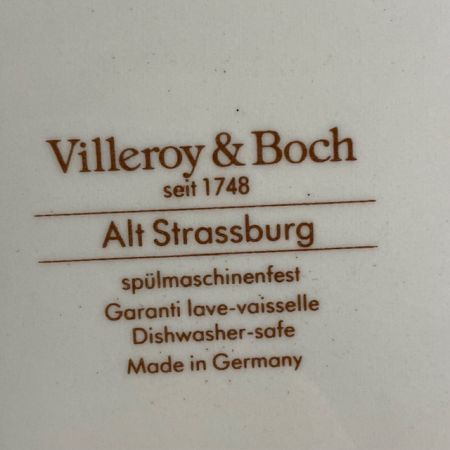 Villeroy & Boch
seit 1748
Alt Strassburg
spülmaschinenfest
Garanti lave-vaisselle
Dishwasher-safe
Made in Germany